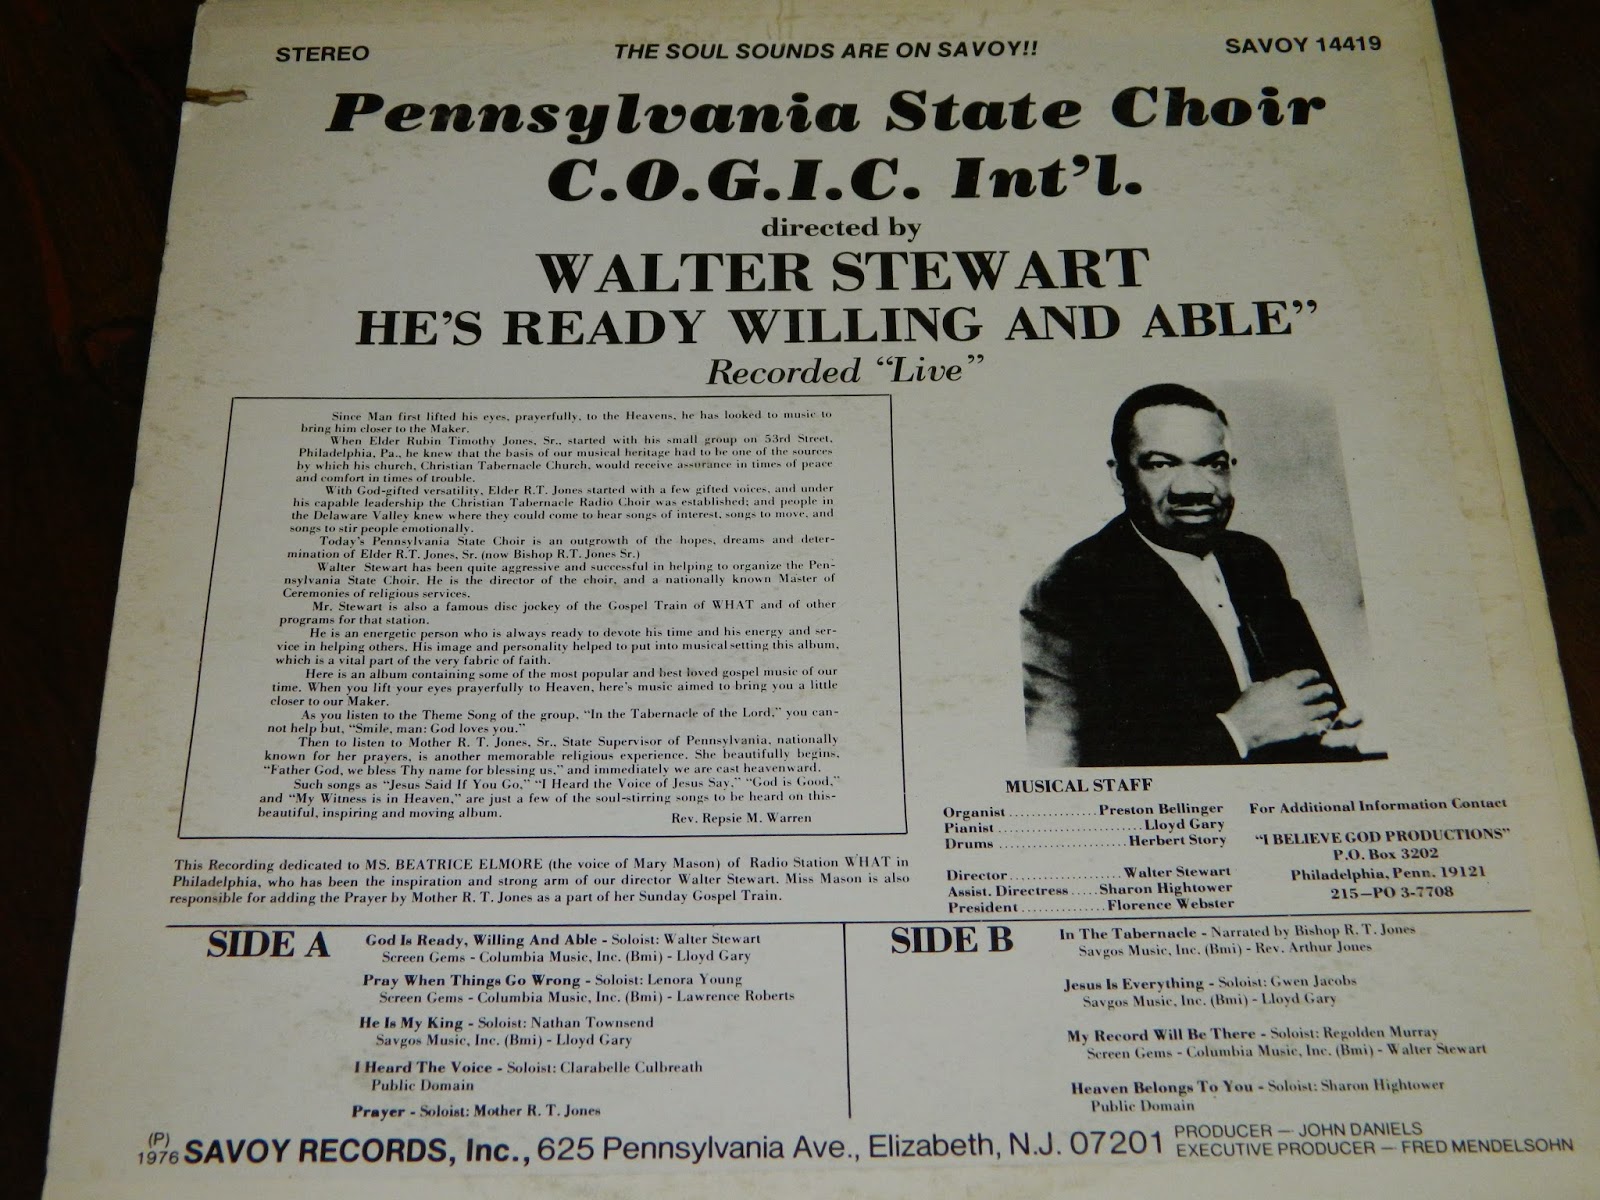 STEREO
THE SOUL SOUNDS ARE ON SAVOY!!
SAVOY 14419
Pennsylvania State Choir
C.O.G.I.C. Int'l.
directed by
WALTER STEWART
HE'S READY WILLING AND ABLE”
Recorded “Live”
Since Man first lifted his eyes, prayerfully, to the Heavens, he has looked to music to
bring him closer to the Maker.
When Elder Rubin Timothy Jones, Sr., started with his small group on 53rd Street,
Philadelphia, Pa., he knew that the basis of our musical heritage had to be one of the sources
by which his church, Christian Tabernacle Church, would receive assurance in times of peace
and comfort in times of trouble.
With God-gifted versatility, Elder R.T. Jones started with a few gifted voices, and under
his capable leadership the Christian Tabernacle Radio Choir was established; and people in
the Delaware Valley knew where they could come to hear songs of interest, songs to move, and
songs to stir people emotionally.
Today's Pennsylvania State Choir is an outgrowth of the hopes, dreams and deter-
mination of Elder R.T. Jones, Sr. (now Bishop R.T. Jones Sr.)
Walter Stewart has been quite aggressive and successful in helping to organize the Pen-
nsylvania State Choir. He is the director of the choir, and a nationally known Master of
Ceremonies of religious services.
Mr. Stewart is also a famous disc jockey of the Gospel Train of WHAT and of other
programs for that station.
He is an energetic person who is always ready to devote his time and his energy and ser-
vice in helping others. His image and personality helped to put into musical setting this album,
which is a vital part of the very fabric of faith.
Here is an album containing some of the most popular and best loved gospel music of our
time. When you lift your eyes prayerfully to Heaven, here's music aimed to bring you a little
closer to our Maker.
As you listen to the Theme Song of the group, “In the Tabernacle of the Lord,” you can-
not help but, “Smile, man: God loves you.”
Then to listen to Mother R. T. Jones, Sr., State Supervisor of Pennsylvania, nationally
known for her prayers, is another memorable religious experience. She beautifully begins,
“Father God, we bless Thy name for blessing us,” and immediately we are cast heavenward.
Such songs as “Jesus Said If You Go,” “I Heard the Voice of Jesus Say,” “God is Good,”
and “My Witness is in Heaven,” are just a few of the soul-stirring songs to be heard on this-
beautiful, inspiring and moving album.
Rev. Repsie M. Warren
This Recording dedicated to MS. BEATRICE ELMORE (the voice of Mary Mason) of Radio Station WHAT in
Philadelphia, who has been the inspiration and strong arm of our director Walter Stewart. Miss Mason is also
responsible for adding the Prayer by Mother R. T. Jones as a part of her Sunday Gospel Train.
MUSICAL STAFF
Organist ................ Preston Bellinger
Pianist ........................ Lloyd Gary
Drums ..................... Herbert Story
Director ..................... Walter Stewart
Assist. Directress ..... Sharon Hightower
President ............... Florence Webster
For Additional Information Contact
“I BELIEVE GOD PRODUCTIONS”
P.O. Box 3202
Philadelphia, Penn. 19121
215—PO 3-7708
SIDE A
God Is Ready, Willing And Able - Soloist: Walter Stewart
Screen Gems - Columbia Music, Inc. (Bmi) - Lloyd Gary
Pray When Things Go Wrong - Soloist: Lenora Young
Screen Gems - Columbia Music, Inc. (Bmi) - Lawrence Roberts
He Is My King - Soloist: Nathan Townsend
Savgos Music, Inc. (Bmi) - Lloyd Gary
I Heard The Voice - Soloist: Clarabelle Culbreath
Public Domain
Prayer - Soloist: Mother R. T. Jones
SIDE B
In The Tabernacle - Narrated by Bishop R. T. Jones
Savgos Music, Inc. (Bmi) - Rev. Arthur Jones
Jesus Is Everything - Soloist: Gwen Jacobs
Savgos Music, Inc. (Bmi) - Lloyd Gary
My Record Will Be There - Soloist: Regolden Murray
Screen Gems - Columbia Music, Inc. (Bmi) - Walter Stewart
Heaven Belongs To You - Soloist: Sharon Hightower
Public Domain
(P) 1976 SAVOY RECORDS, Inc., 625 Pennsylvania Ave., Elizabeth, N.J. 07201
PRODUCER — JOHN DANIELS
EXECUTIVE PRODUCER — FRED MENDELSOHN